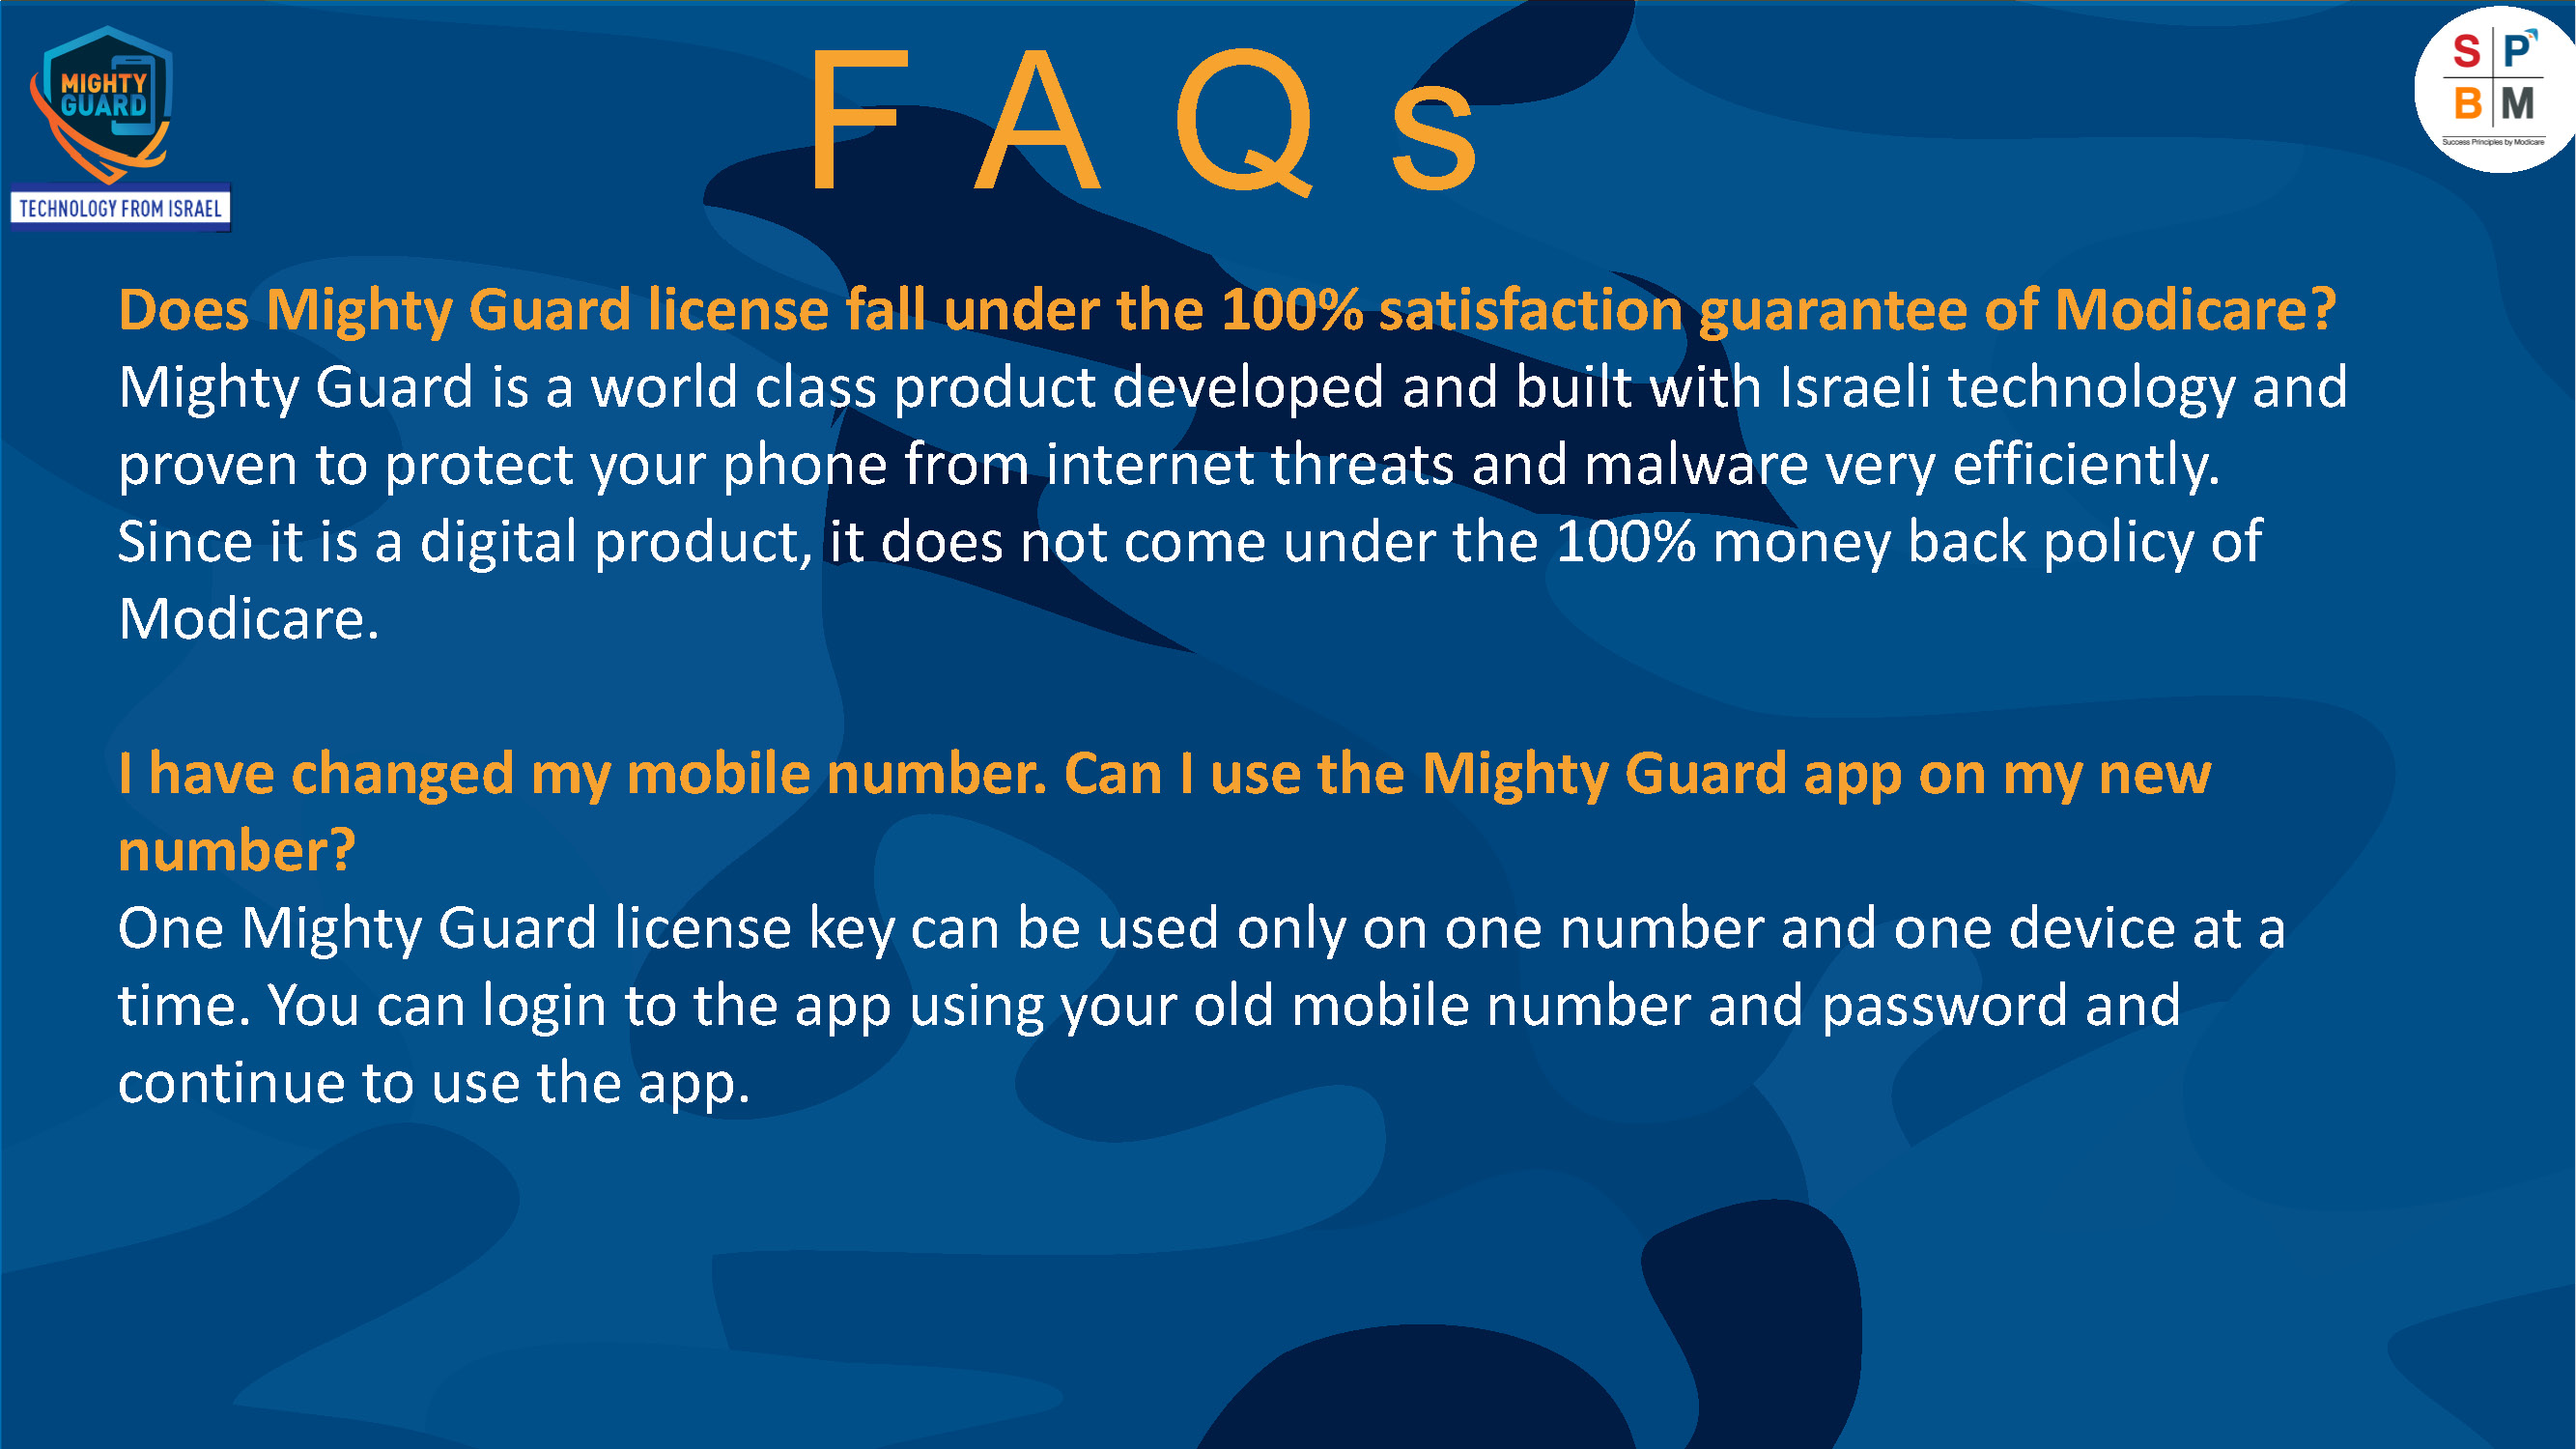 MIGHTY
GUARD
TECHNOLOGY FROM ISRAEL
F A Q s
S P
B M
Success Principles by Modicare
Does Mighty Guard license fall under the 100% satisfaction guarantee of Modicare?
Mighty Guard is a world class product developed and built with Israeli technology and
proven to protect your phone from internet threats and malware very efficiently.
Since it is a digital product, it does not come under the 100% money back policy of
Modicare.
I have changed my mobile number. Can I use the Mighty Guard app on my new
number?
One Mighty Guard license key can be used only on one number and one device at a
time. You can login to the app using your old mobile number and password and
continue to use the app.